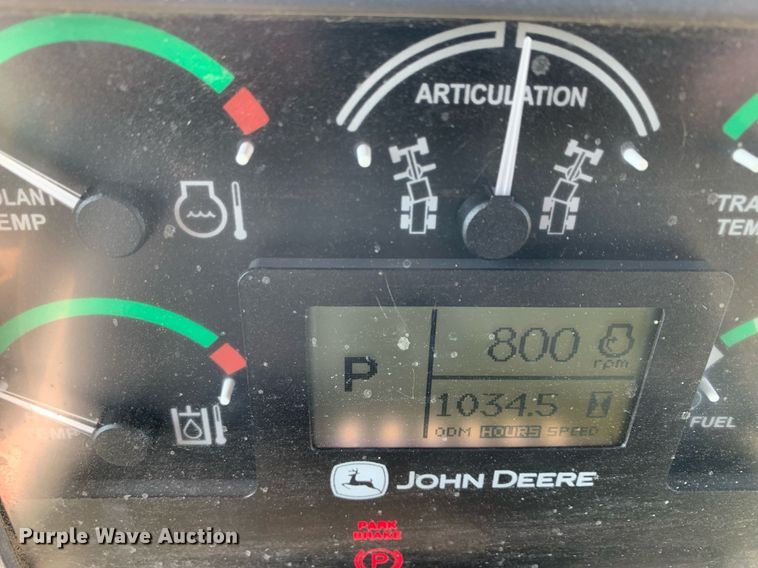 ARTICULATION
OLANT
EMP
TRA
TEM
P
800
rpm
1034.5
ODM HOURS SPEED
TEMP
FUEL
JOHN DEERE
PARK
BRAKE
P
Purple Wave Auction